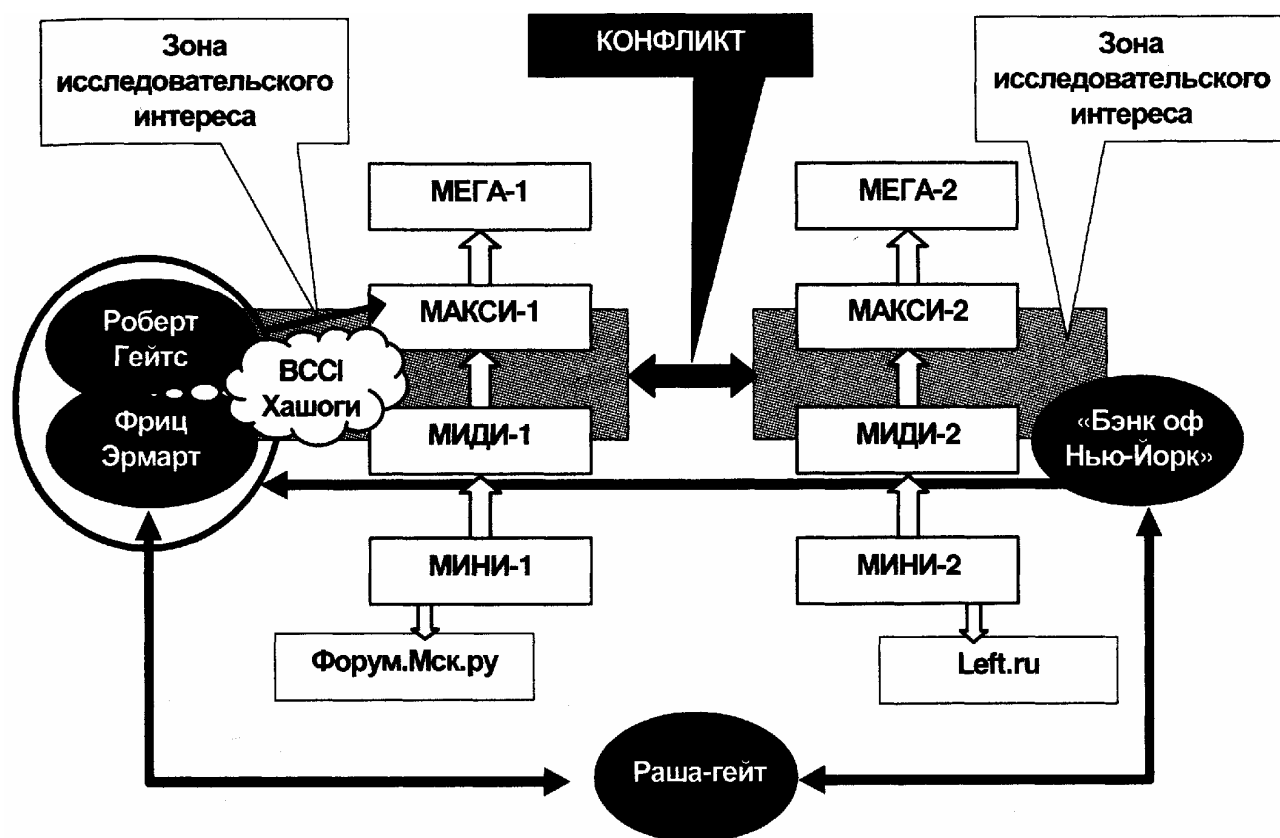 Зона
исследовательского
интереса
КОНФЛИКТ
Зона
исследовательского
интереса
МЕГА-1
МЕГА-2
МАКСИ-1
МАКСИ-2
Роберт
Гейтс
BCCI
Хашоги
Фриц
Эрмарт
МИДИ-1
МИДИ-2
«Бэнк оф
Нью-Йорк»
МИНИ-1
МИНИ-2
Форум.Мск.ру
Left.ru
Раша-гейт